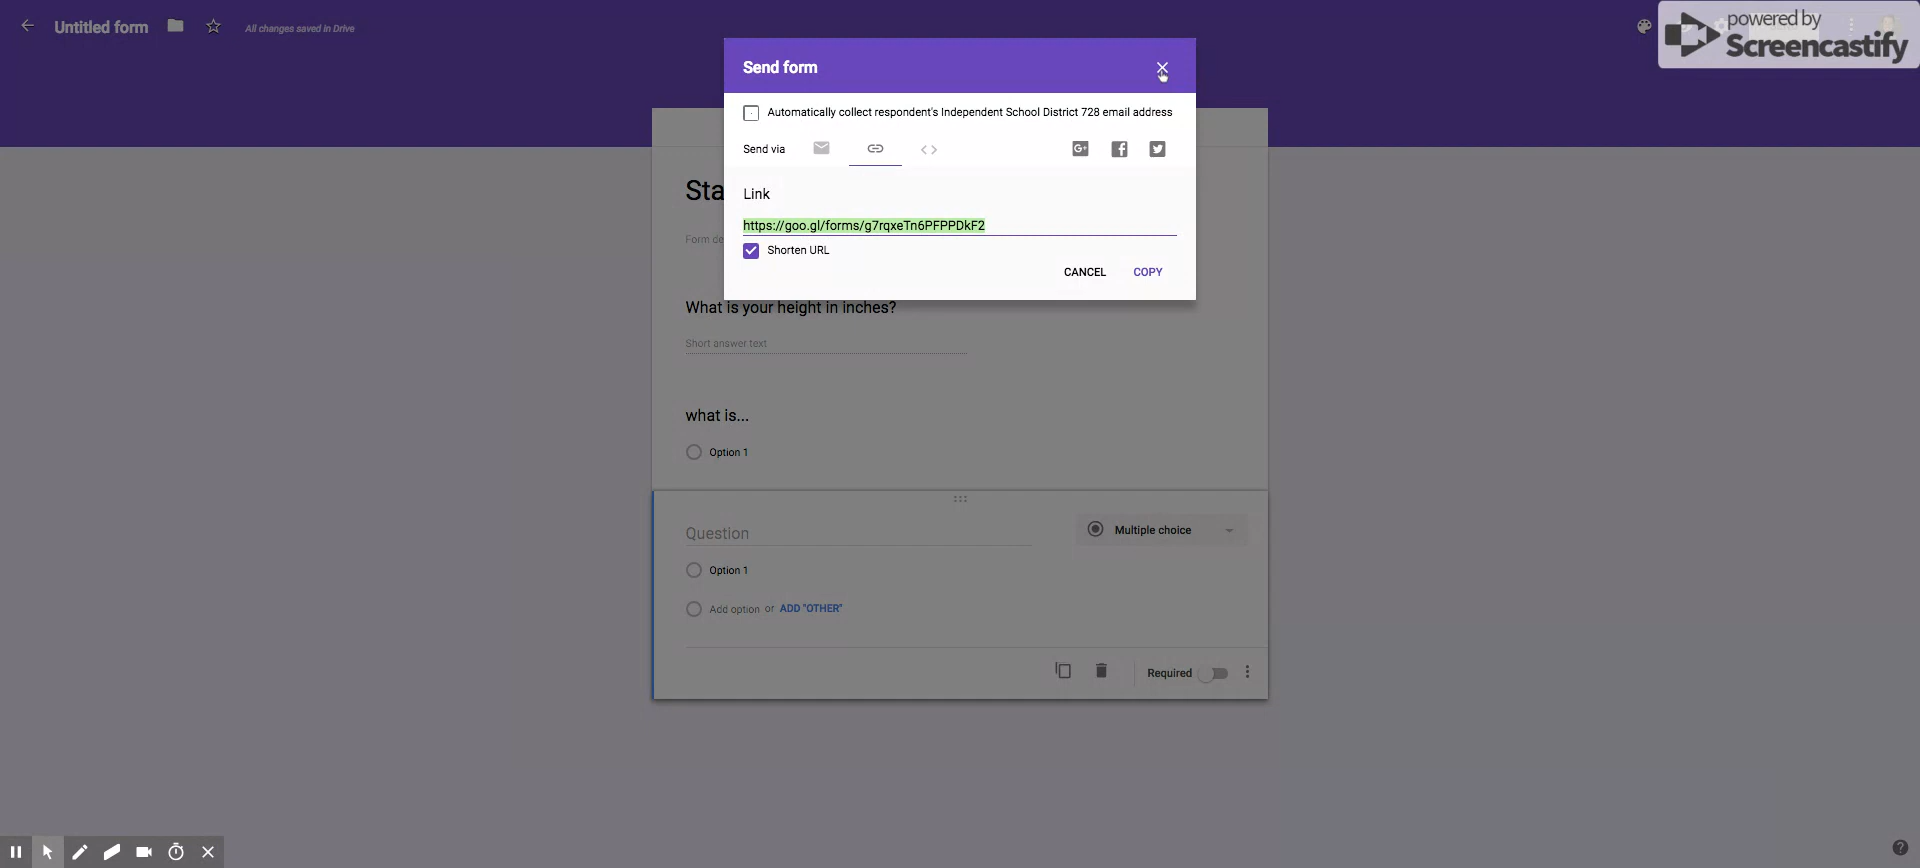 Untitled form
All changes saved in Drive
powered by
Screencastify
Send form
Automatically collect respondent's Independent School District 728 email address
Send via
G+
Sta
Link
https://goo.gl/forms/g7rqxeTn6PFPPDkF2
Form de
Shorten URL
CANCEL COPY
What is your height in inches?
Short answer text
what is...
Option 1
Question
Multiple choice
Option 1
Add option or ADD "OTHER"
Required